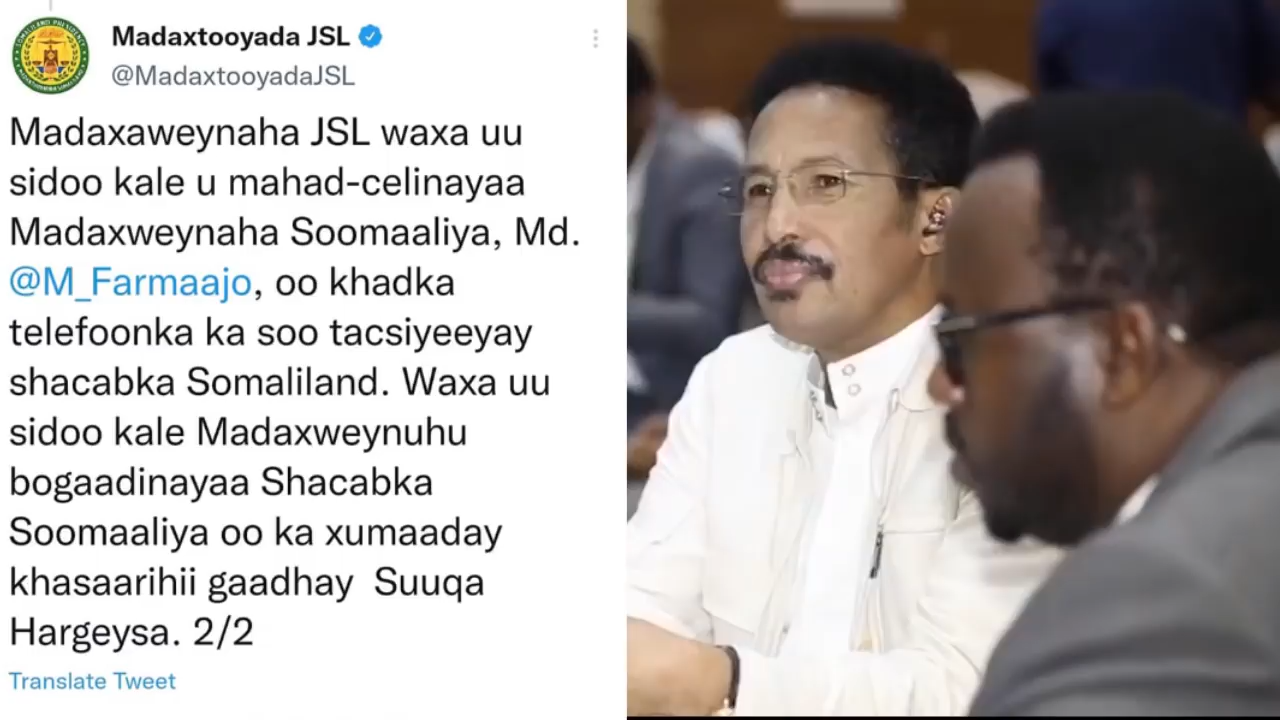 Madaxtooyada JSL
@MadaxtooyadaJSL
Madaxaweynaha JSL waxa uu
sidoo kale u mahad-celinayaa
Madaxweynaha Soomaaliya, Md.
@M_Farmaajo, oo khadka
telefoonka ka soo tacsiyeeyay
shacabka Somaliland. Waxa uu
sidoo kale Madaxweynuhu
bogaadinayaa Shacabka
Soomaaliya oo ka xumaaday
khasaarihii gaadhay Suuqa
Hargeysa. 2/2
Translate Tweet